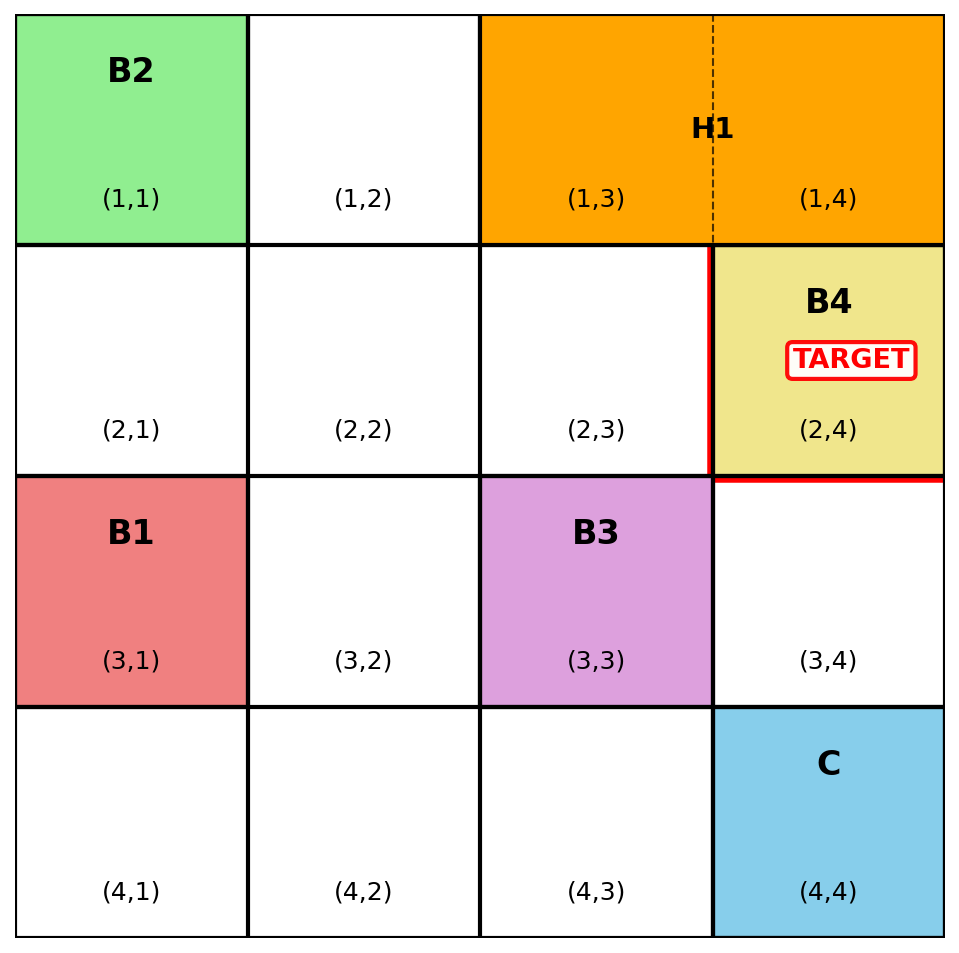 B2
H1
(1,1)
(1,2)
(1,3)
(1,4)
B4
TARGET
(2,1)
(2,2)
(2,3)
(2,4)
B1
B3
(3,1)
(3,2)
(3,3)
(3,4)
C
(4,1)
(4,2)
(4,3)
(4,4)